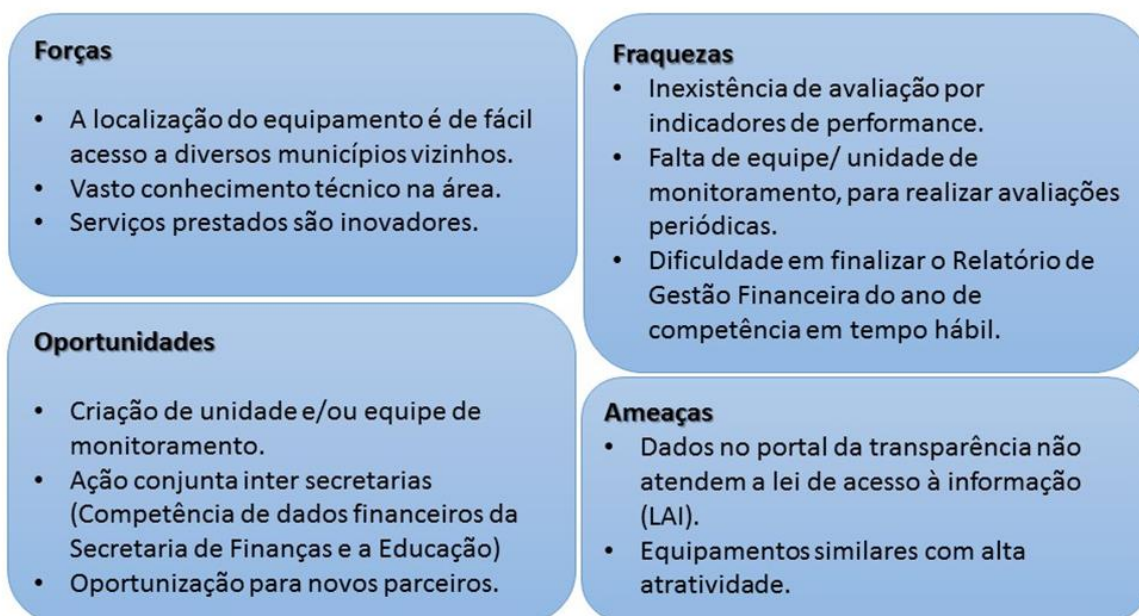 Forças
• A localização do equipamento é de fácil
acesso a diversos municípios vizinhos.
• Vasto conhecimento técnico na área.
• Serviços prestados são inovadores.
Fraquezas
• Inexistência de avaliação por
indicadores de performance.
• Falta de equipe/ unidade de
monitoramento, para realizar avaliações
periódicas.
• Dificuldade em finalizar o Relatório de
Gestão Financeira do ano de
competência em tempo hábil.
Oportunidades
• Criação de unidade e/ou equipe de
monitoramento.
• Ação conjunta inter secretarias
(Competência de dados financeiros da
Secretaria de Finanças e a Educação)
• Oportunização para novos parceiros.
Ameaças
• Dados no portal da transparência não
atendem a lei de acesso à informação
(LAI).
• Equipamentos similares com alta
atratividade.